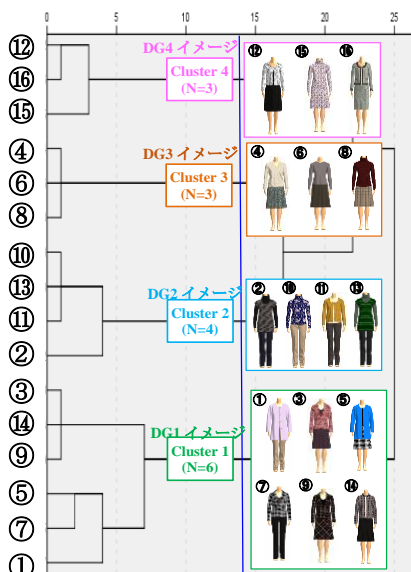 0 5 10 15 20 25
DG4 イメージ
⑫
Cluster 4
(N=3)
⑫ ⑮ ⑯
⑯
⑮
DG3 イメージ
④
Cluster 3
(N=3)
④ ⑥ ⑧
⑥
⑧
⑩
DG2 イメージ
⑬
Cluster 2
(N=4)
② ⑩ ⑪ ⑬
⑪
②
③
DG1 イメージ
⑭
Cluster 1
(N=6)
① ③ ⑤
⑨
⑤
⑦ ⑨ ⑭
⑦
①